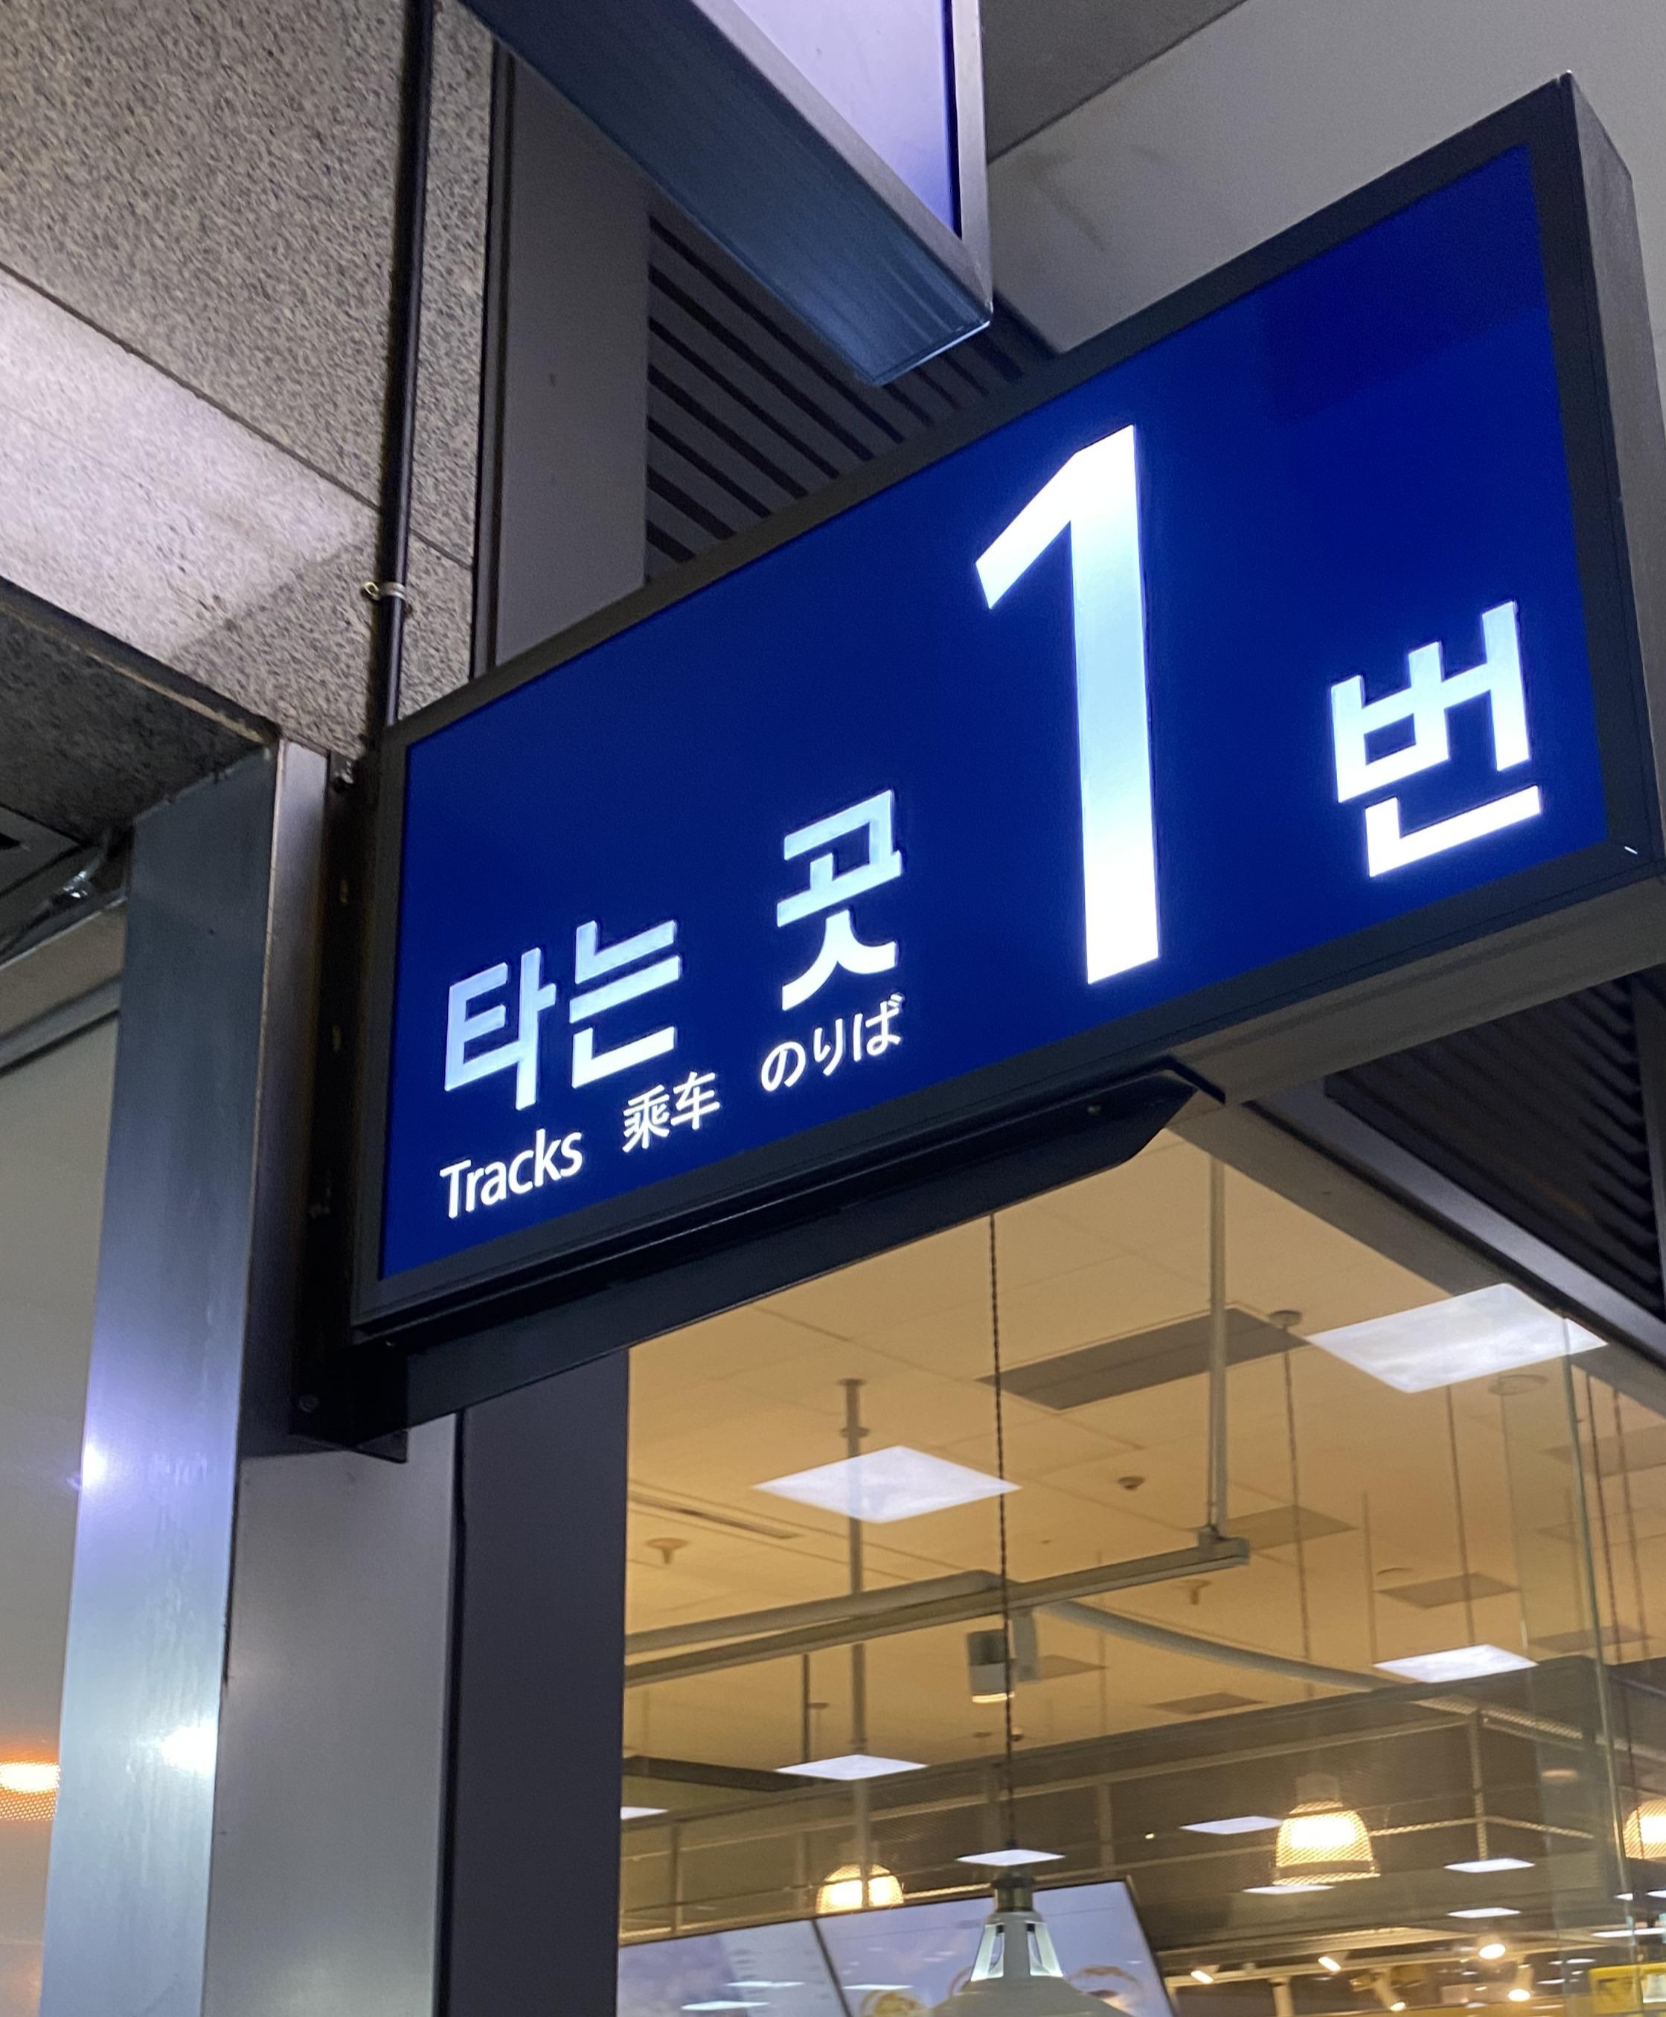 타는 곳 1 번
Tracks 乘车 のりば